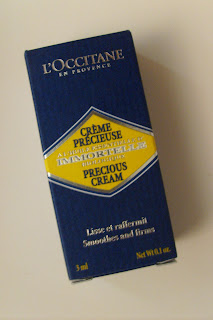 L'OCCITANE
EN PROVENCE
CRÈME
PRÉCIEUSE
IMMORTELLE
PRECIOUS
CREAM
Lisse et raffermit
Smoothes and firms
3 ml
Net Wt 0.1 oz.